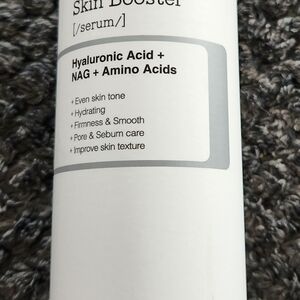 Skin Booster
[/serum/]
Hyaluronic Acid +
NAG + Amino Acids
+Even skin tone
+Hydrating
+Firmness & Smooth
+Pore & Sebum care
+Improve skin texture